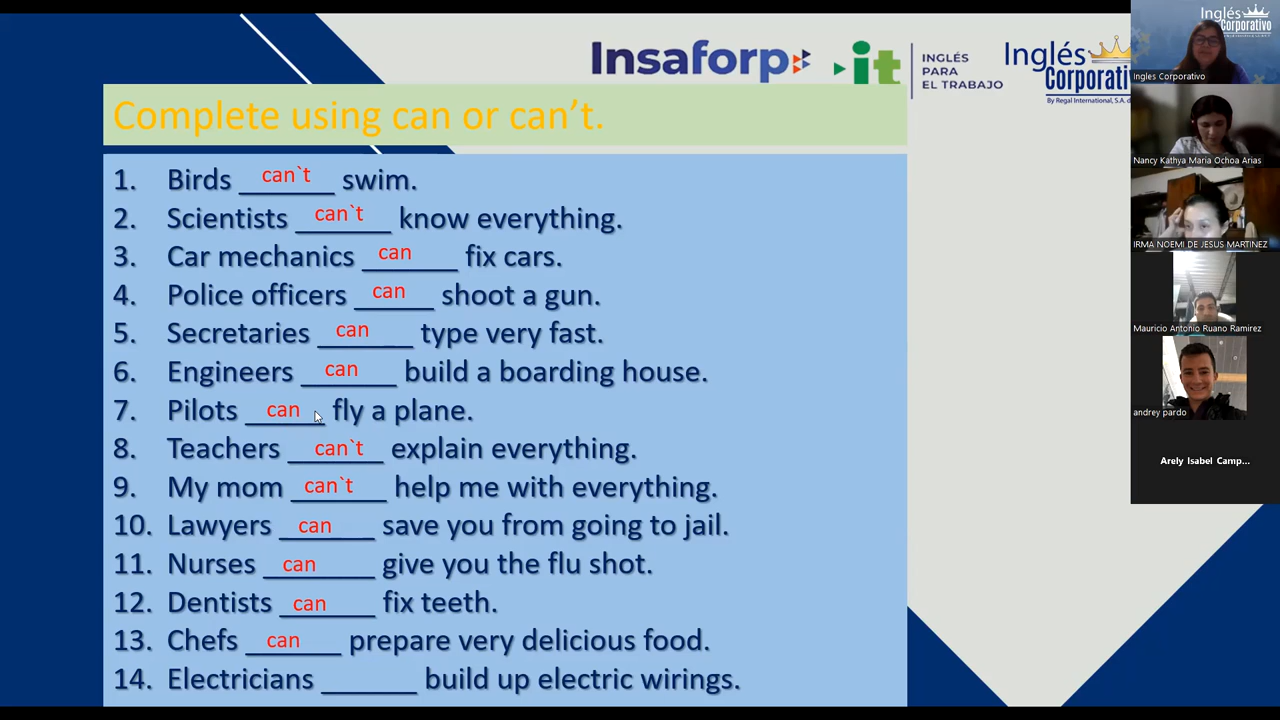 Insaforp
it
INGLÉS
PARA
EL TRABAJO
Inglés
Corporati
By Regal International, S.A. d
Complete using can or can’t.
1. Birds can`t swim.
2. Scientists can`t know everything.
3. Car mechanics can fix cars.
4. Police officers can shoot a gun.
5. Secretaries can type very fast.
6. Engineers can build a boarding house.
7. Pilots can fly a plane.
8. Teachers can`t explain everything.
9. My mom can`t help me with everything.
10. Lawyers can save you from going to jail.
11. Nurses can give you the flu shot.
12. Dentists can fix teeth.
13. Chefs can prepare very delicious food.
14. Electricians ______ build up electric wirings.
Inglés
Corporativo
Ingles Corporativo
Nancy Kathya Maria Ochoa Arias
IRMA NOEMI DE JESUS MARTINEZ
Mauricio Antonio Ruano Ramirez
andrey pardo
Arely Isabel Camp...